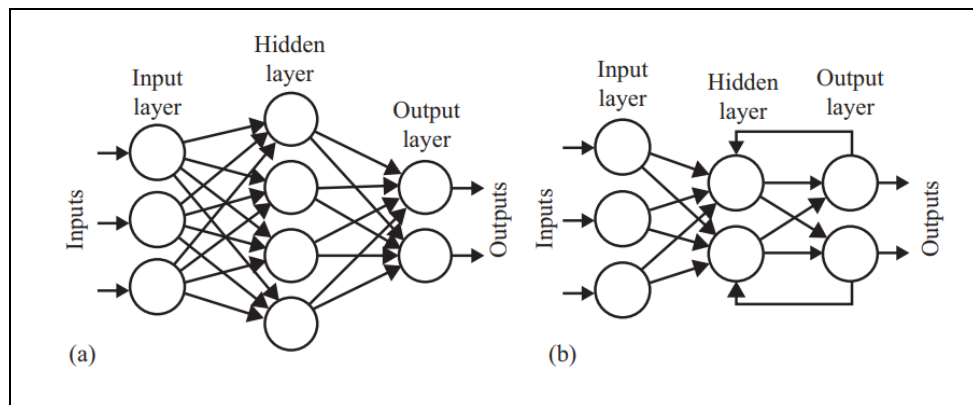 Input
layer
Hidden
layer
Output
layer
Inputs
Outputs
(a)
Input
layer
Hidden
layer
Output
layer
Inputs
Outputs
(b)